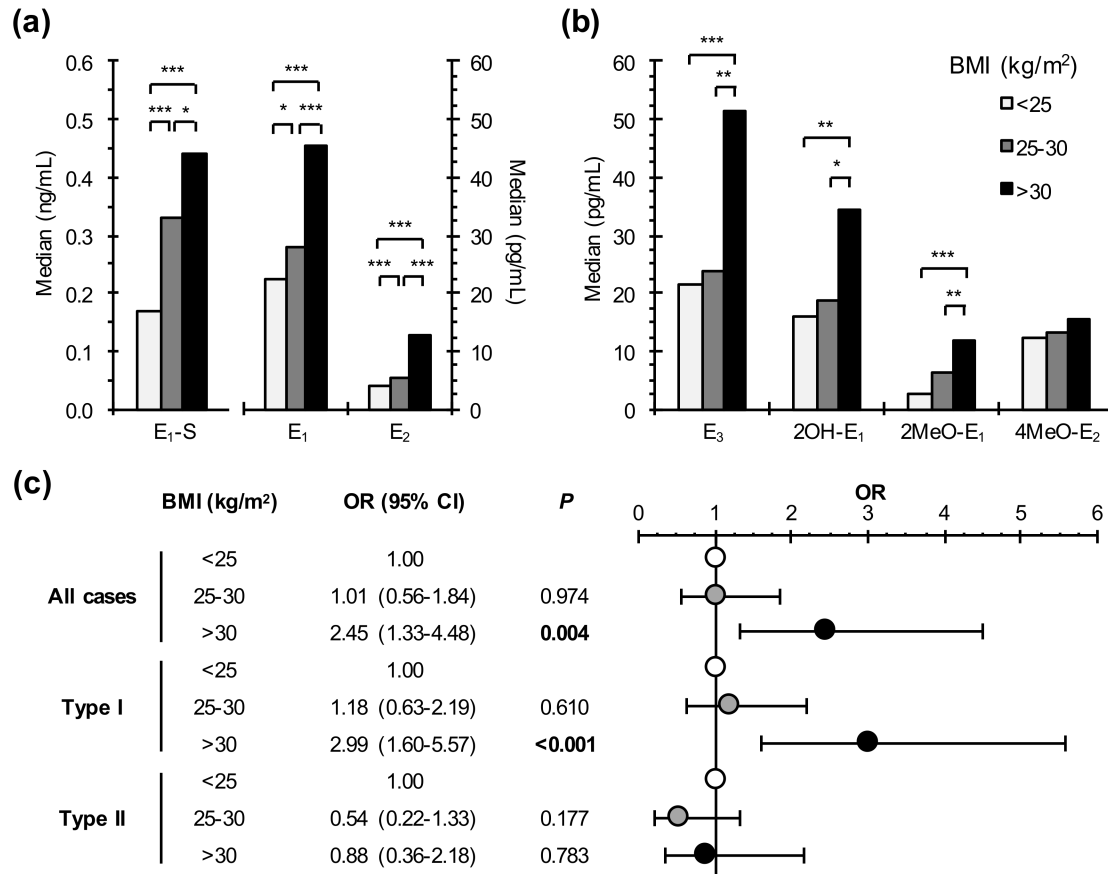 (a)
0.6
0.5
0.4
0.3
0.2
0.1
0.0
Median (ng/mL)
***
*** *
***
* ***
***
*** ***
60
50
40
30
20
10
0
Median (pg/mL)
E₁-S E₁ E₂
(b)
60
50
40
30
20
10
0
Median (pg/mL)
***
**
**
*
***
**
BMI (kg/m²)
<25
25-30
>30
E₃ 2OH-E₁ 2MeO-E₁ 4MeO-E₂
(c)
BMI (kg/m²) OR (95% CI) P
OR
0 1 2 3 4 5 6
<25 1.00
All cases 25-30 1.01 (0.56-1.84) 0.974
>30 2.45 (1.33-4.48) 0.004
<25 1.00
Type I 25-30 1.18 (0.63-2.19) 0.610
>30 2.99 (1.60-5.57) <0.001
<25 1.00
Type II 25-30 0.54 (0.22-1.33) 0.177
>30 0.88 (0.36-2.18) 0.783